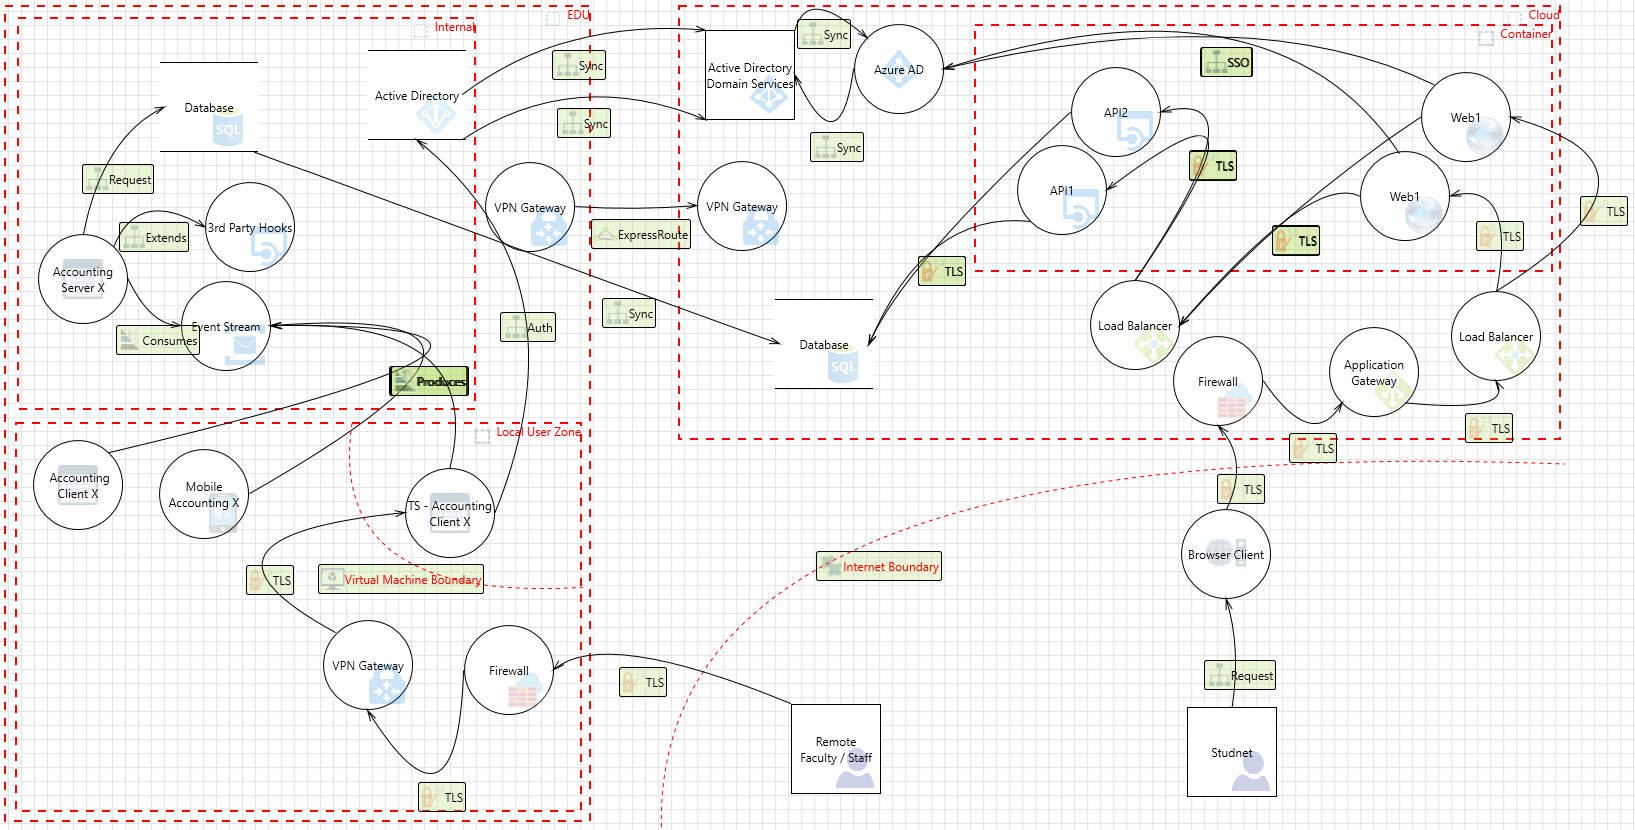 EDU
Cloud
Internal
Container
Sync
Active Directory
Domain Services
Azure AD
SSO
Sync
Database
SQL
Active Directory
API2
Web1
Sync
Sync
TLS
Request
API1
Web1
VPN Gateway
VPN Gateway
TLS
3rd Party Hooks
Extends
ExpressRoute
TLS
TLS
Accounting
Server X
TLS
Event Stream
Sync
Auth
Load Balancer
Load Balancer
Consumes
Database
SQL
Produces
Firewall
Application
Gateway
Local User Zone
TLS
TLS
Accounting
Client X
Mobile
Accounting X
TS - Accounting
Client X
TLS
Browser Client
Internet Boundary
TLS
Virtual Machine Boundary
VPN Gateway
Firewall
TLS
Request
Remote
Faculty / Staff
Studnet
TLS